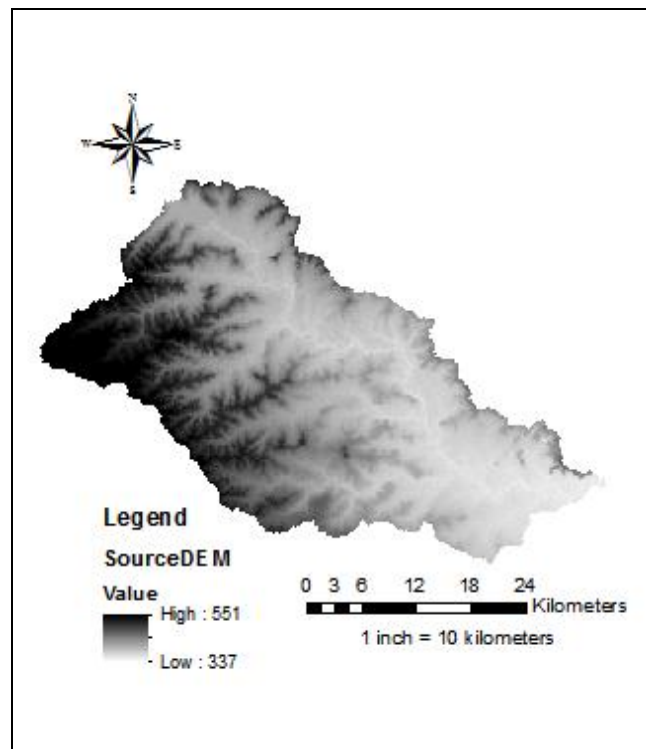 N
W E
S
Legend
SourceDEM
Value
High : 551
Low : 337
0 3 6 12 18 24
Kilometers
1 inch = 10 kilometers